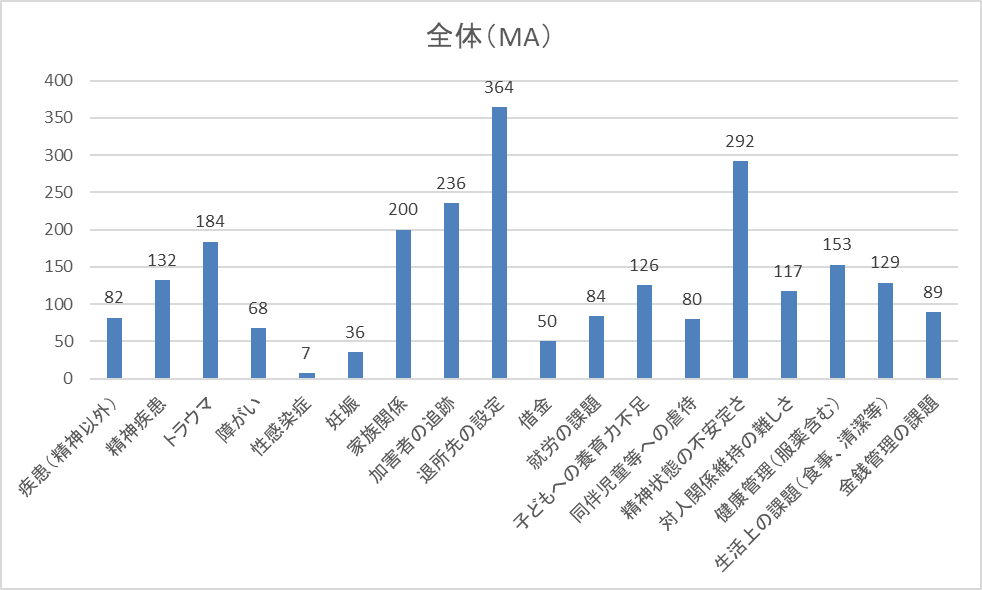 全体（MA）
400
350
300
250
200
150
100
50
0
82
132
184
68
7
36
200
236
364
50
84
126
80
292
117
153
129
89
疾患（精神以外）
精神疾患
トラウマ
障がい
性感染症
妊娠
家族関係
加害者の追跡
退所先の設定
借金
就労の課題
子どもへの養育力不足
同伴児童等への虐待
精神状態の不安定さ
対人関係維持の難しさ
健康管理（服薬含む）
生活上の課題（食事、清潔等）
金銭管理の課題